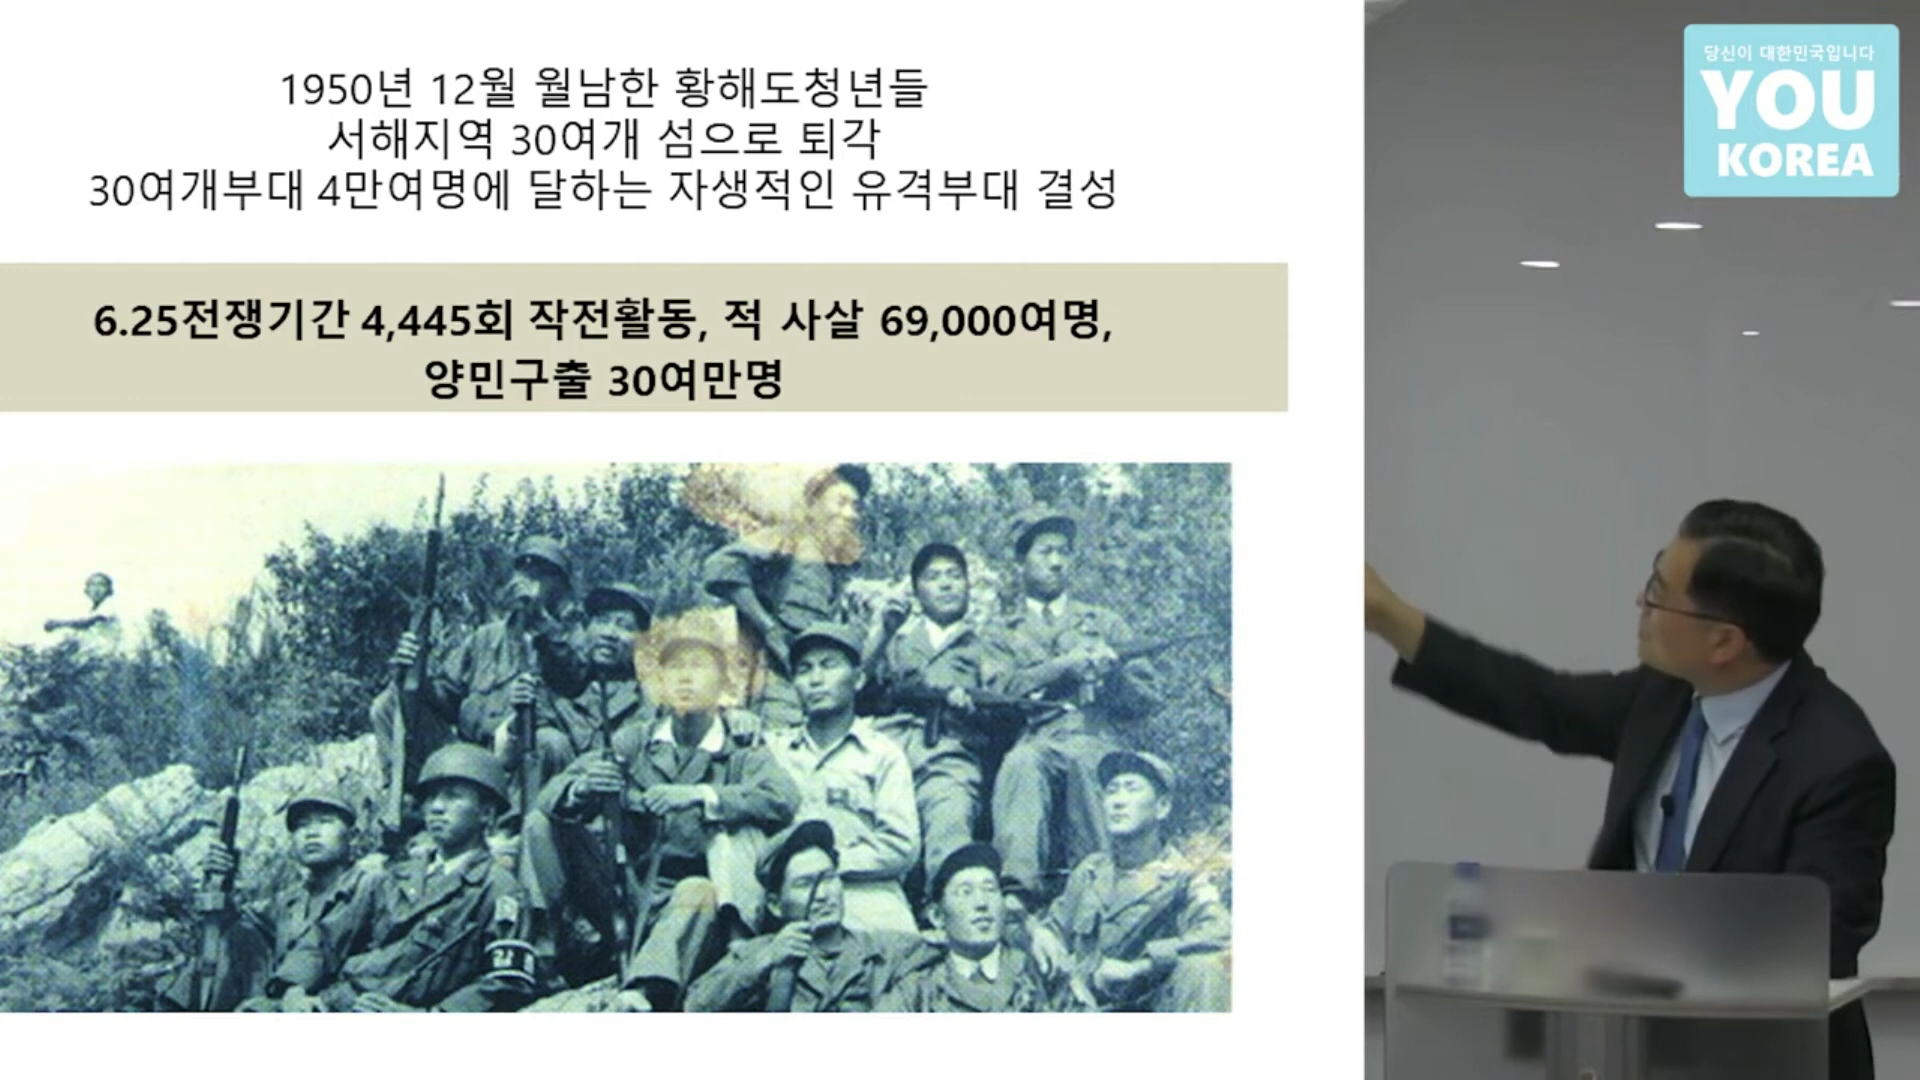 1950년 12월 월남한 황해도청년들
서해지역 30여개 섬으로 퇴각
30여개부대 4만여명에 달하는 자생적인 유격부대 결성
6.25전쟁기간 4,445회 작전활동, 적 사살 69,000여명,
양민구출 30여만명
당신이 대한민국입니다
YOU
KOREA